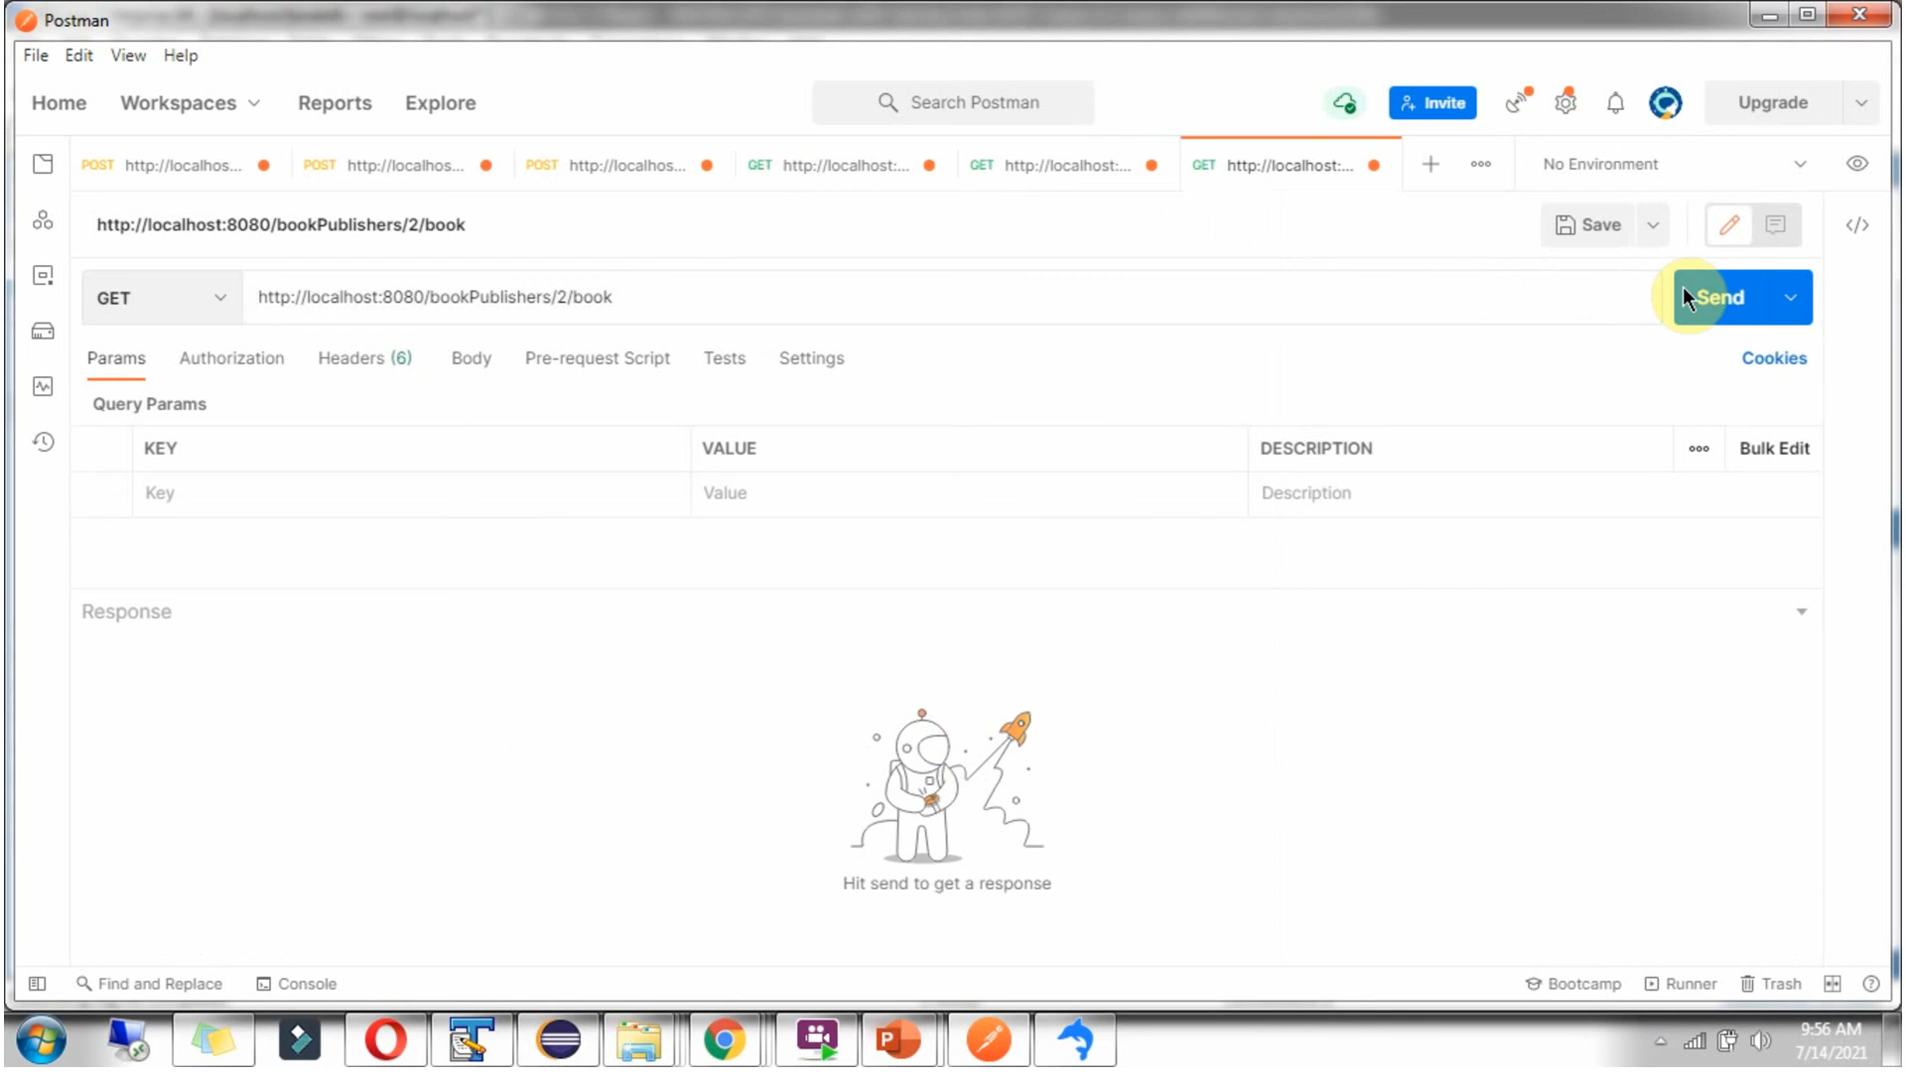 Postman
File Edit View Help
Home Workspaces Reports Explore Search Postman Invite Upgrade
POST http://localhos... POST http://localhos... POST http://localhos... GET http://localhost:... GET http://localhost:... GET http://localhost:... No Environment
http://localhost:8080/bookPublishers/2/book Save
GET http://localhost:8080/bookPublishers/2/book Send
Params Authorization Headers (6) Body Pre-request Script Tests Settings Cookies
Query Params
KEY VALUE DESCRIPTION Bulk Edit
Key Value Description
Response
Hit send to get a response
Find and Replace Console Bootcamp Runner Trash
9:56 AM
7/14/2021